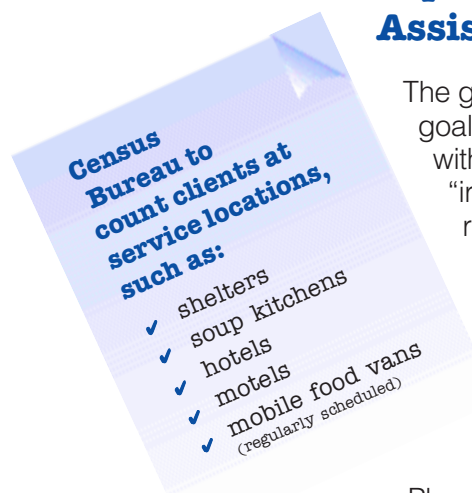 Assis
The g
goal
with
"in
r
Census
Bureau to
count clients at
service locations,
such as:
✔ shelters
✔ soup kitchens
✔ hotels
✔ motels
✔ mobile food vans
(regularly scheduled)